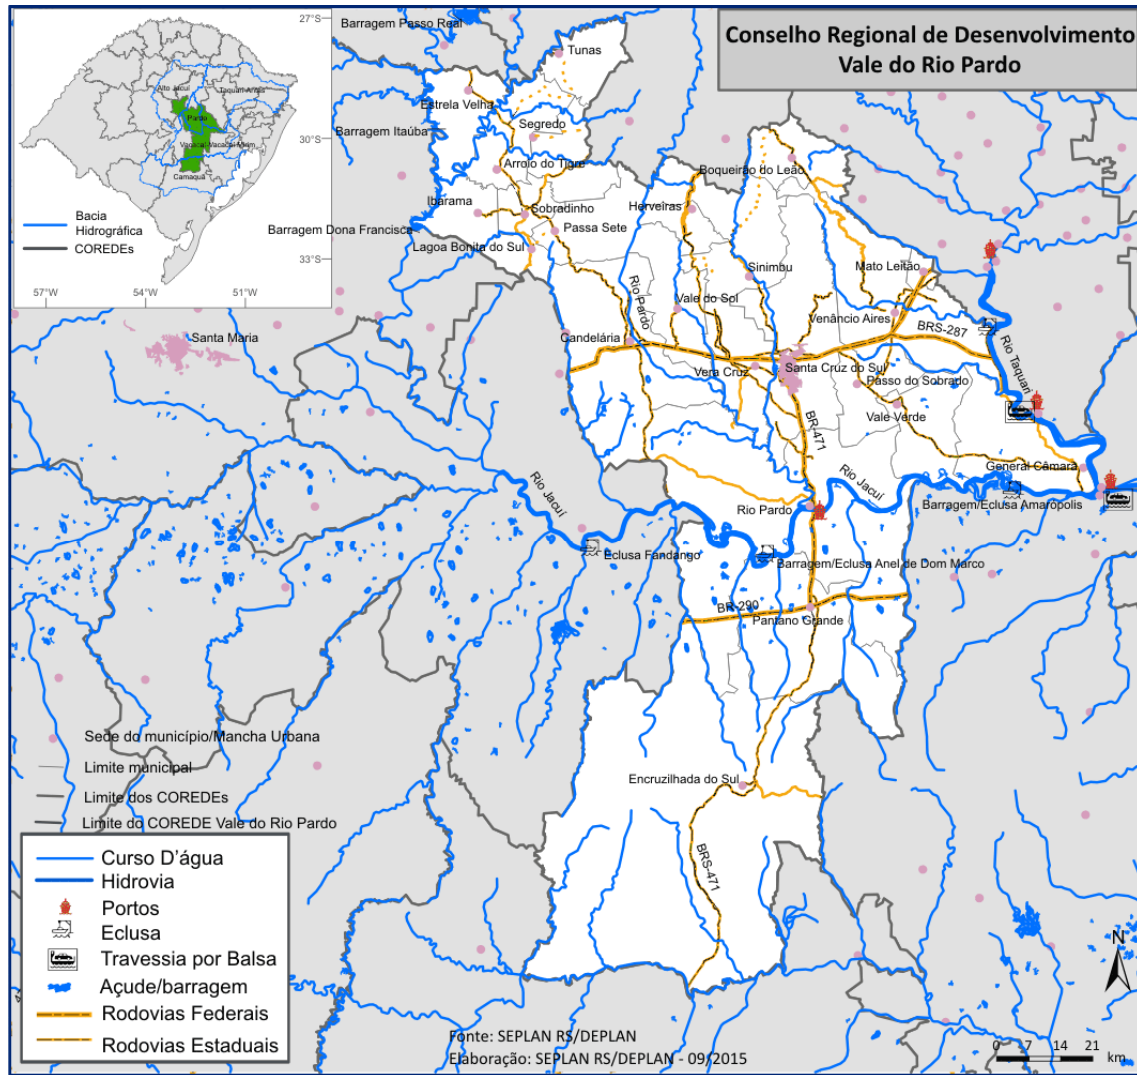 Conselho Regional de Desenvolvimento
Vale do Rio Pardo
27°S
30°S
33°S
57°W
54°W
51°W
Alto Jacuí
Taquari-Antas
Pardo
Vacacaí-Vacacaí Mirim
Camaquã
Bacia
Hidrográfica
COREDEs
Barragem Passo Real
Tunas
Estrela Velha
Segredo
Barragem Itaúba
Arroio do Tigre
Boqueirão do Leão
Ibarama
Sobradinho
Herveiras
Passa Sete
Barragem Dona Francisca
Lagoa Bonita do Sul
Sinimbu
Mato Leitão
Rio Pardo
Vale do Sol
Venâncio Aires
BRS-287
Rio Taquari
Santa Maria
Candelária
Vera Cruz
Santa Cruz do Sul
Passo do Sobrado
Vale Verde
BR-471
General Câmara
Rio Jacuí
Rio Jacuí
Rio Pardo
Barragem/Eclusa Amarópolis
Eclusa Fandango
Barragem/Eclusa Anel de Dom Marco
BR-290
Pantano Grande
Encruzilhada do Sul
BRS-471
Sede do município/Mancha Urbana
Limite municipal
Limite dos COREDEs
Limite do COREDE Vale do Rio Pardo
Curso D'água
Hidrovia
Portos
Eclusa
Travessia por Balsa
Açude/barragem
Rodovias Federais
Rodovias Estaduais
Fonte: SEPLAN RS/DEPLAN
Elaboração: SEPLAN RS/DEPLAN - 09/2015
N
0 7 14 21
km